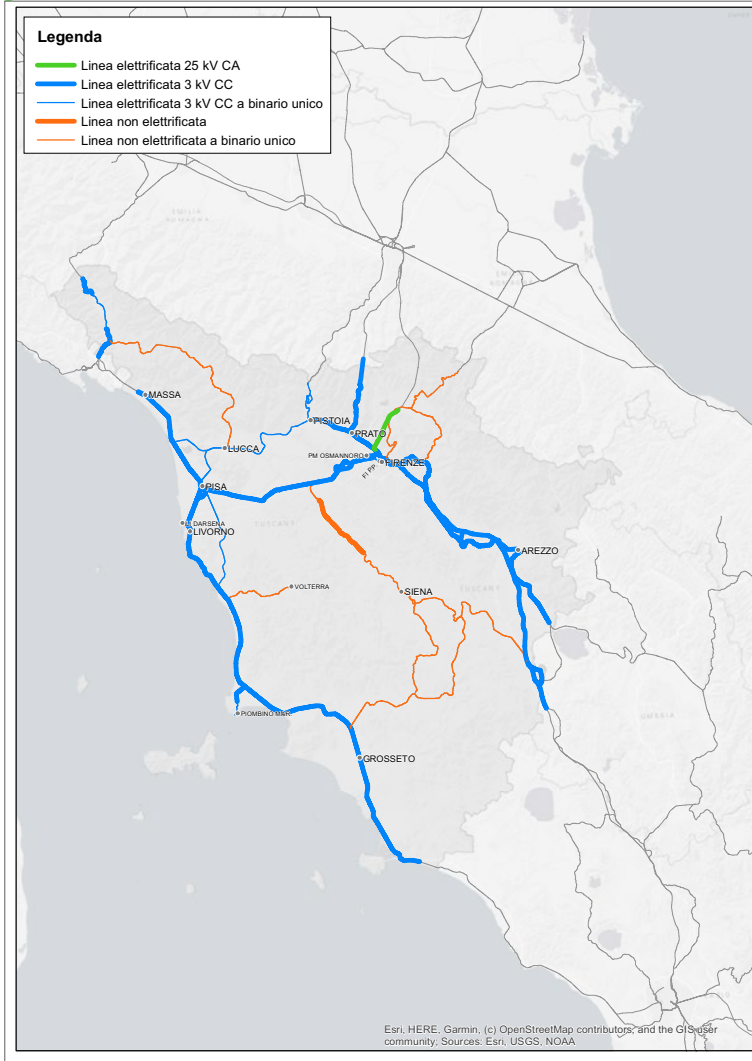 Legenda
Linea elettrificata 25 kV CA
Linea elettrificata 3 kV CC
Linea elettrificata 3 kV CC a binario unico
Linea non elettrificata
Linea non elettrificata a binario unico
EMILIA
ROMAGNA
MASSA
PISTOIA
PRATO
LUCCA
PM OSMANNORO
FIRENZE
FI PP.
PISA
DARSENA
LIVORNO
TUSCANY
AREZZO
VOLTERRA
SIENA
TUSCANY
PIOMBINO MAR.
UMBRIA
GROSSETO
Esri, HERE, Garmin, (c) OpenStreetMap contributors, and the GIS user
community; Sources: Esri, USGS, NOAA